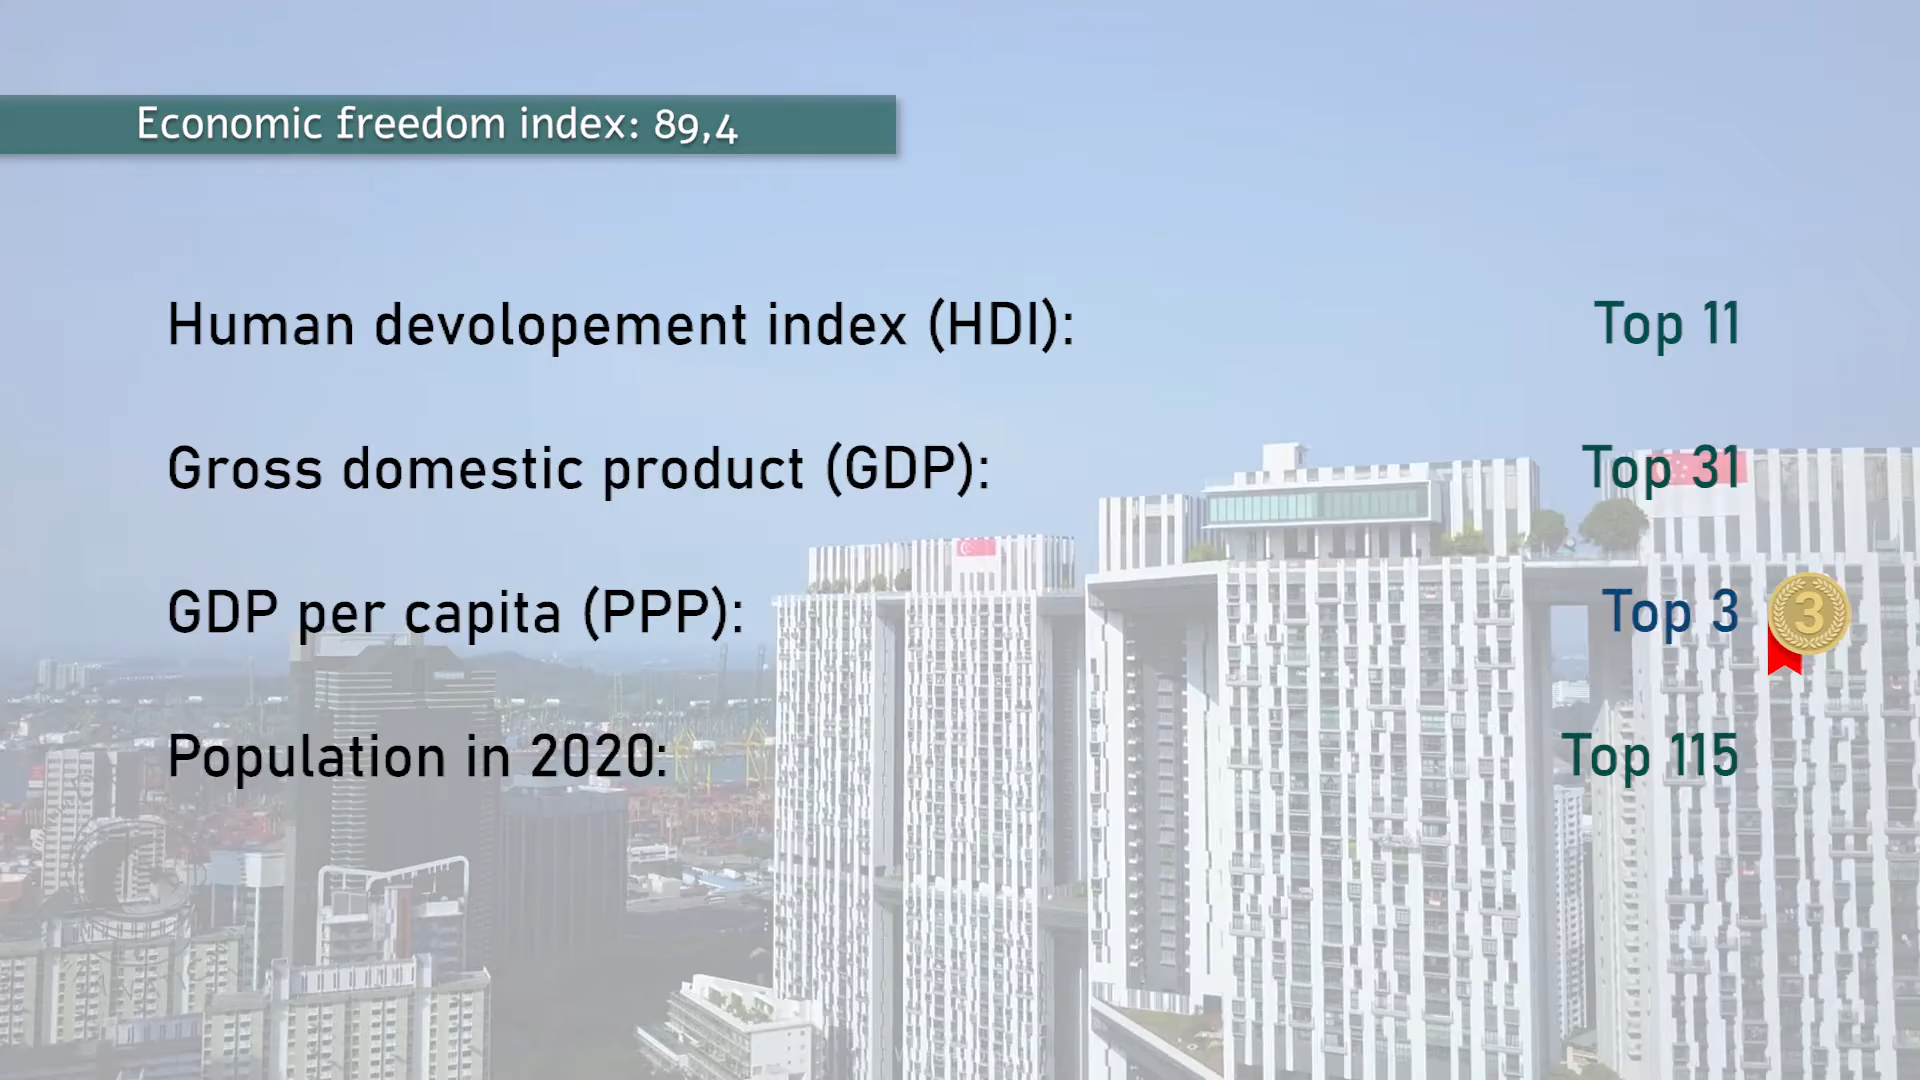 Economic freedom index: 89,4
Human devolopement index (HDI): Top 11
Gross domestic product (GDP): Top 31
GDP per capita (PPP): Top 3 3
Population in 2020: Top 115